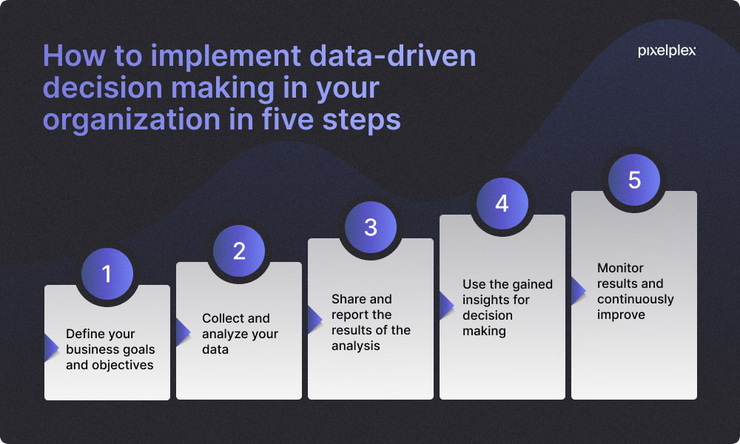 How to implement data-driven
decision making in your
organization in five steps
pixelplex
1
Define your
business goals
and objectives
2
Collect and
analyze your
data
3
Share and
report the
results of the
analysis
4
Use the gained
insights for
decision
making
5
Monitor
results and
continuously
improve